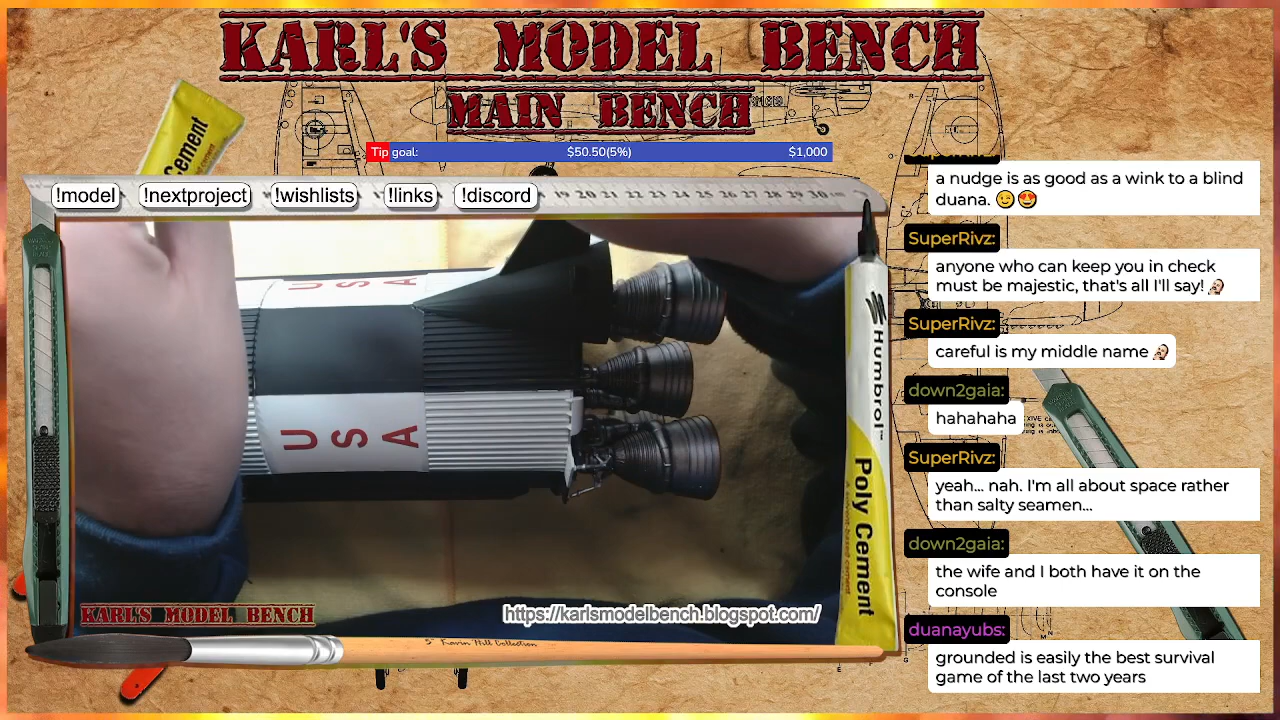 KARL'S MODEL BENCH
MAIN BENCH
Tip goal: $50.50(5%) $1,000
Cement
!model !nextproject !wishlists !links !discord
19 20 21 22 23 24 25 26 27 28 29 30
USA
USA
Humbrol™
Poly Cement
KARL'S MODEL BENCH
https://karlsmodelbench.blogspot.com/
5" Kevin Hill Collection
a nudge is as good as a wink to a blind
duana. 😉😍
SuperRivz:
anyone who can keep you in check
must be majestic, that's all I'll say!
SuperRivz:
careful is my middle name
down2gaia:
hahahaha
SuperRivz:
yeah... nah. I'm all about space rather
than salty seamen...
down2gaia:
the wife and I both have it on the
console
duanayubs:
grounded is easily the best survival
game of the last two years